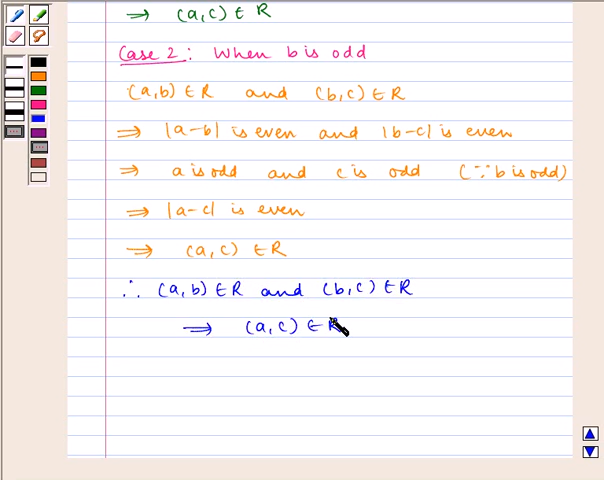 ⇒ (a,c) ∈ R
Case 2 : When b is odd
(a,b) ∈ R and (b,c) ∈ R
⇒ |a-b| is even and |b-c| is even
⇒ a is odd and c is odd (∵ b is odd)
⇒ |a-c| is even
⇒ (a,c) ∈ R
∴ (a,b) ∈ R and (b,c) ∈ R
⇒ (a,c) ∈ R